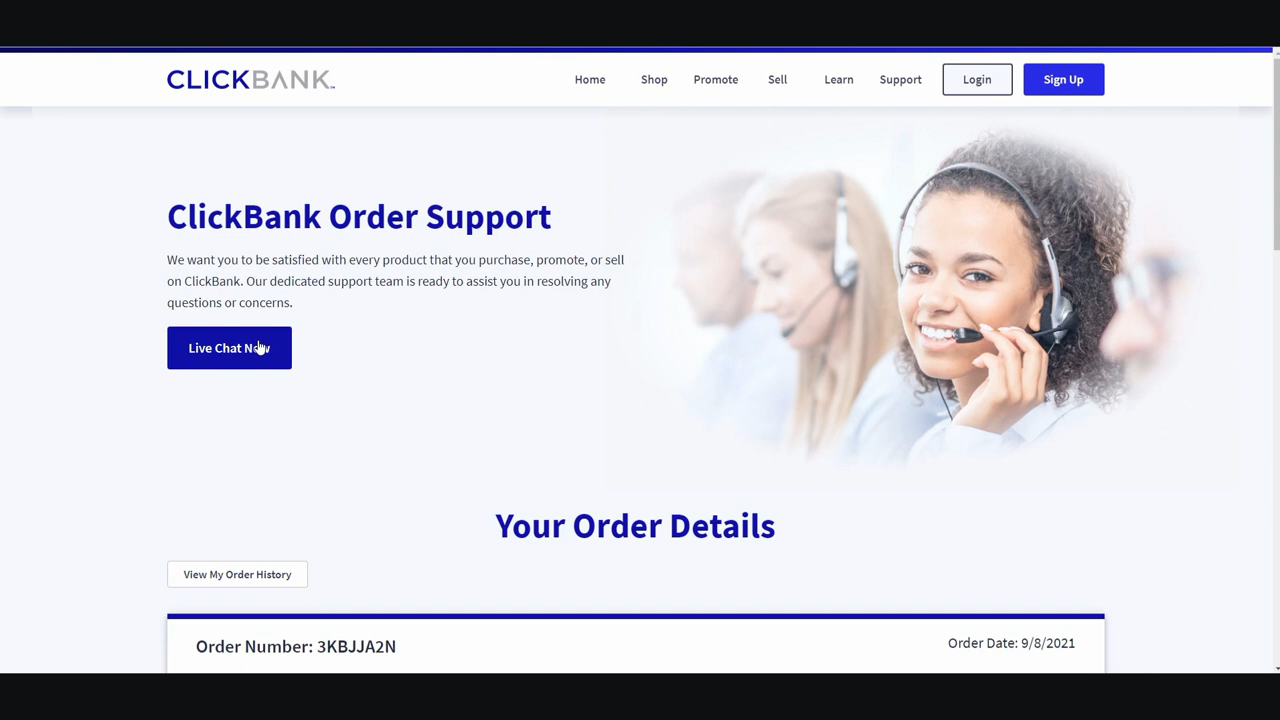 CLICKBANK
Home Shop Promote Sell Learn Support Login Sign Up
ClickBank Order Support
We want you to be satisfied with every product that you purchase, promote, or sell
on ClickBank. Our dedicated support team is ready to assist you in resolving any
questions or concerns.
Live Chat Now
Your Order Details
View My Order History
Order Number: 3KBJJA2N
Order Date: 9/8/2021